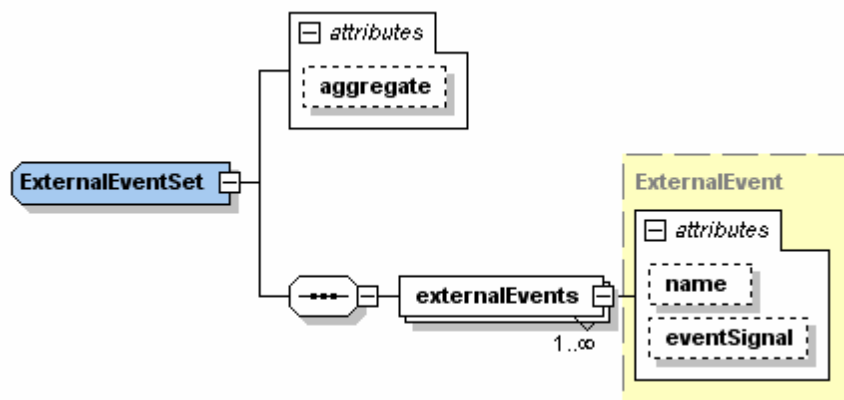 attributes
aggregate
ExternalEventSet
ExternalEvent
attributes
externalEvents
name
1..∞
eventSignal